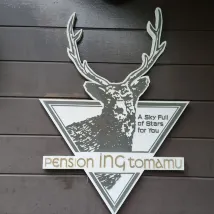 A Sky Full
of Stars
for You
pension ING tomamu